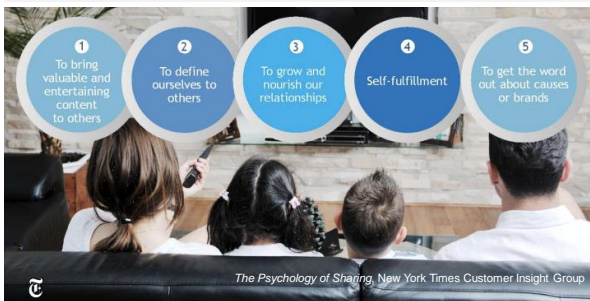 1
To bring
valuable and
entertaining
content
to others
2
To define
ourselves to
others
3
To grow and
nourish our
relationships
4
Self-fulfillment
5
To get the word
out about causes
or brands
T
The Psychology of Sharing, New York Times Customer Insight Group